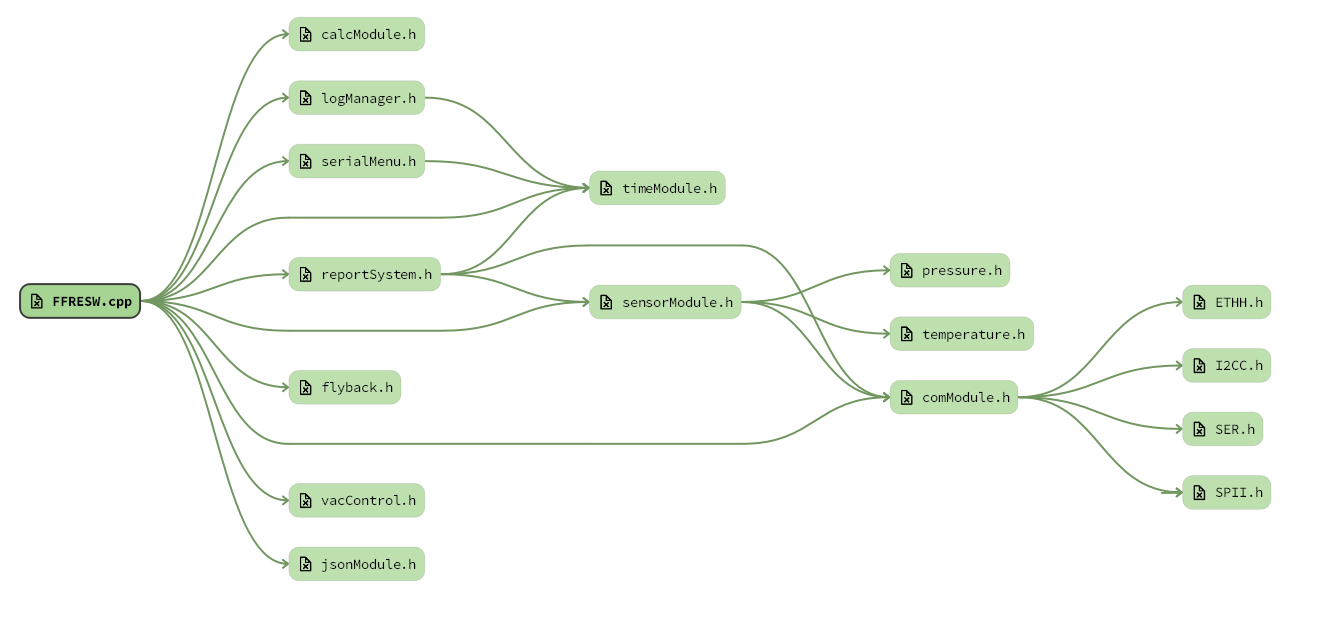 calcModule.h
logManager.h
serialMenu.h
timeModule.h
reportSystem.h
pressure.h
FFRESW.cpp
sensorModule.h
ETHH.h
temperature.h
I2CC.h
flyback.h
comModule.h
SER.h
vacControl.h
SPII.h
jsonModule.h